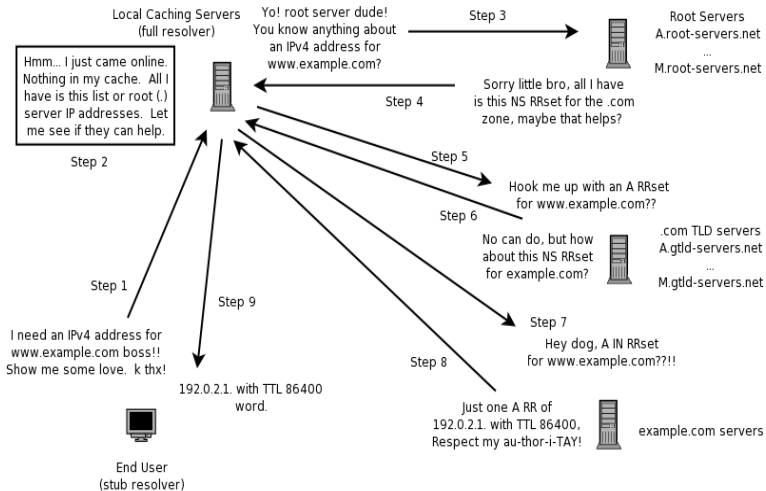 Local Caching Servers
(full resolver)
Yo! root server dude!
You know anything about
an IPv4 address for
www.example.com?
Step 3
Root Servers
A.root-servers.net
...
M.root-servers.net
Hmm... I just came online.
Nothing in my cache. All I
have is this list or root (.)
server IP addresses. Let
me see if they can help.
Step 2
Step 4
Sorry little bro, all I have
is this NS RRset for the .com
zone, maybe that helps?
Step 5
Hook me up with an A RRset
for www.example.com??
Step 6
No can do, but how
about this NS RRset
for example.com?
.com TLD servers
A.gtld-servers.net
...
M.gtld-servers.net
Step 1
I need an IPv4 address for
www.example.com boss!!
Show me some love. k thx!
Step 9
192.0.2.1. with TTL 86400
word.
Step 7
Hey dog, A IN RRset
for www.example.com??!!
Step 8
Just one A RR of
192.0.2.1. with TTL 86400,
Respect my au-thor-i-TAY!
example.com servers
End User
(stub resolver)